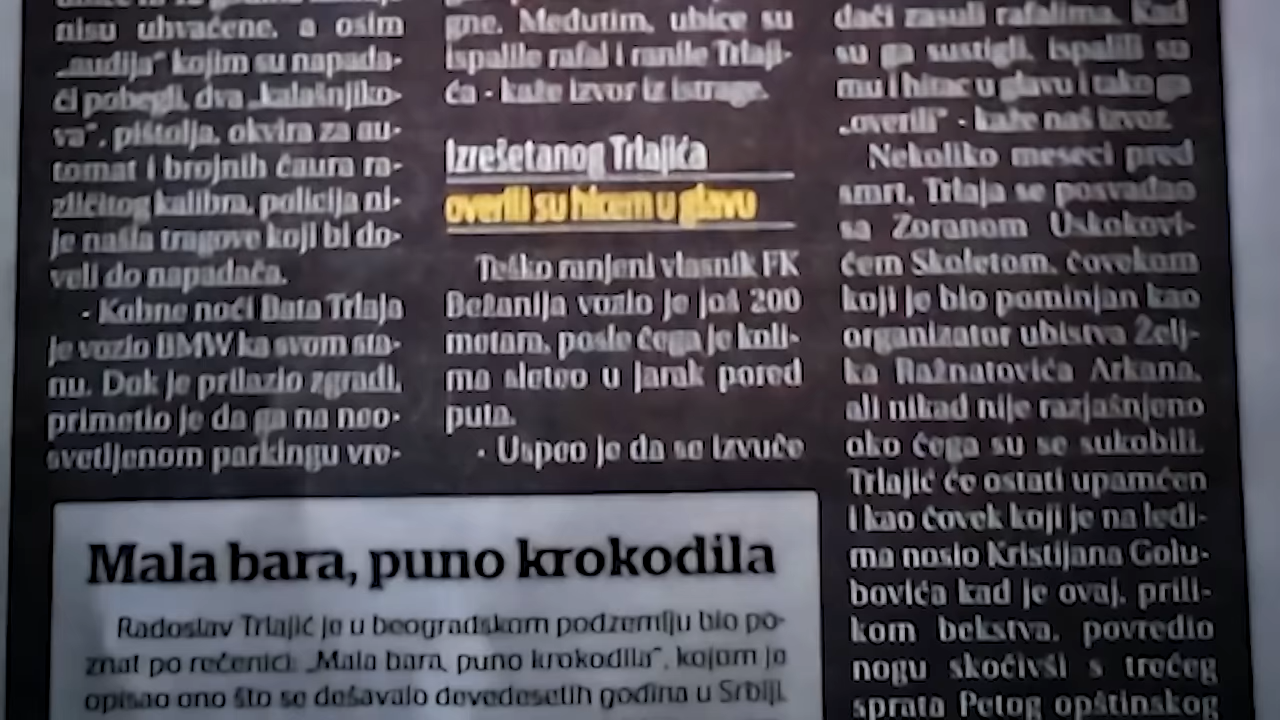 nisu uhvaćene, a osim
„audija“ kojim su napada-
či pobegli, dva „kalašnjiko-
va“, pištolja, okvira za au-
tomat i brojnih čaura ra-
zličitog kalibra, policija ni-
je našla tragove koji bi do-
veli do napadača.
- Kobne noći Bata Trlaja
je vozio BMW ka svom sta-
nu. Dok je prilazio zgradi,
primetio je da ga na neo-
svetljenom parkingu vre-
gne. Međutim, ubice su
ispalile rafal i ranile Trlaji-
ća - kaže izvor iz istrage.
Izrešetanog Trlajića
overili su hicem u glavu
Teško ranjeni vlasnik FK
Bežanija vozio je još 200
metara, posle čega je koli-
ma sleteo u jarak pored
puta.
- Uspeo je da se izvuče
dači zasuli rafalima. Kad
su ga sustigli, ispalili su
mu i hitac u glavu i tako ga
„overili“ - kaže naš izvor.
Nekoliko meseci pred
smrt, Trlaja se posvađao
sa Zoranom Uskokovi-
ćem Skoletom, čovekom
koji je bio pominjan kao
organizator ubistva Želj-
ka Ražnatovića Arkana,
ali nikad nije razjašnjeno
oko čega su se sukobili.
Trlajić će ostati upamćen
i kao čovek koji je na leđi-
ma nosio Kristijana Golu-
bovića kad je ovaj, prili-
kom bekstva, povredio
nogu skočivši s trećeg
sprata Petog opštinskog
Mala bara, puno krokodila
Radoslav Trlajić je u beogradskom podzemlju bio po-
znat po rečenici: „Mala bara, puno krokodila“, kojom je
opisao ono što se dešavalo devedesetih godina u Srbiji.